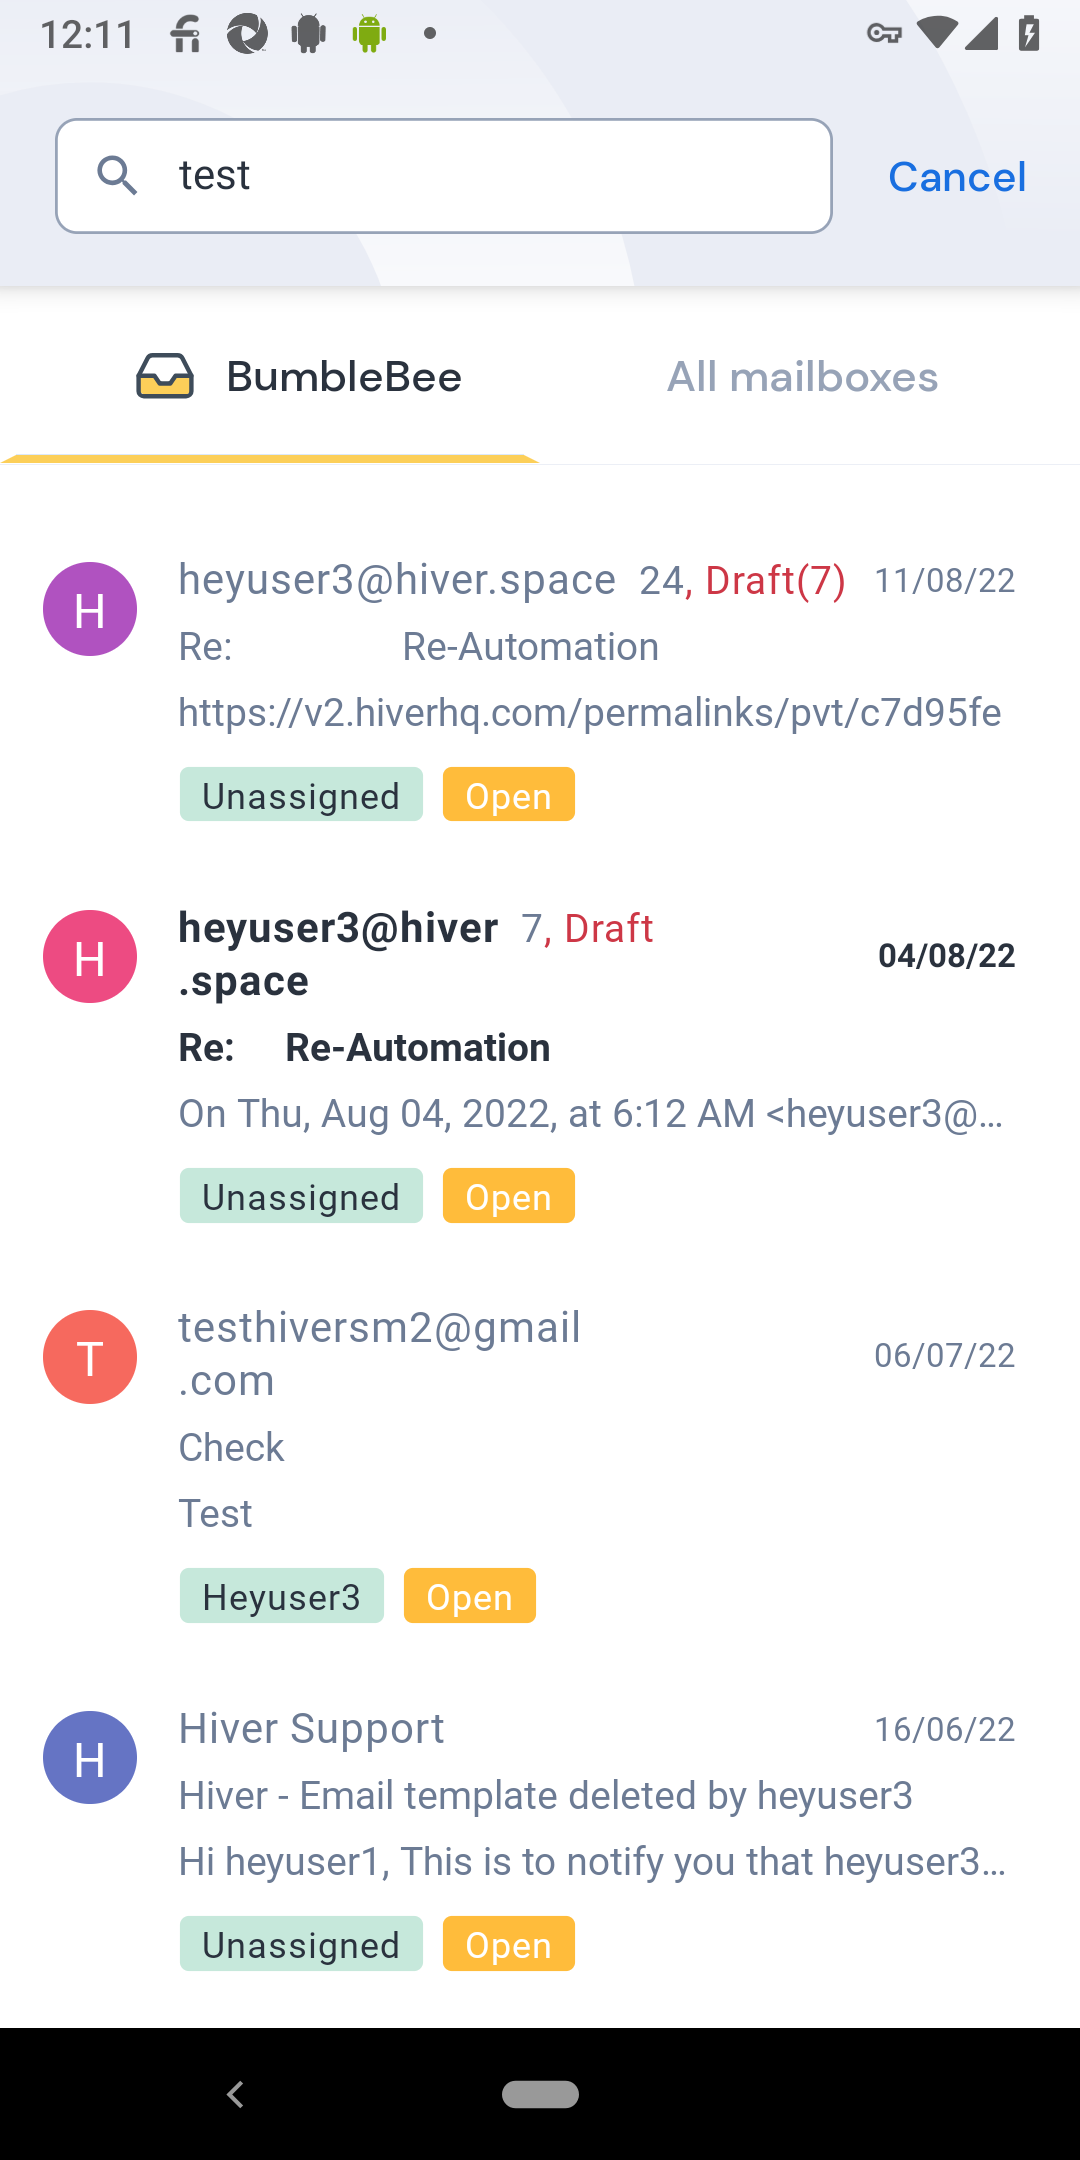 12:11
test
Cancel
BumbleBee
All mailboxes
H
heyuser3@hiver.space 24, Draft(7) 11/08/22
Re: Re-Automation
https://v2.hiverhq.com/permalinks/pvt/c7d95fe
Unassigned Open
H
heyuser3@hiver 7, Draft
.space
04/08/22
Re: Re-Automation
On Thu, Aug 04, 2022, at 6:12 AM <heyuser3@...
Unassigned Open
T
testhiversm2@gmail
.com
06/07/22
Check
Test
Heyuser3 Open
H
Hiver Support 16/06/22
Hiver - Email template deleted by heyuser3
Hi heyuser1, This is to notify you that heyuser3...
Unassigned Open